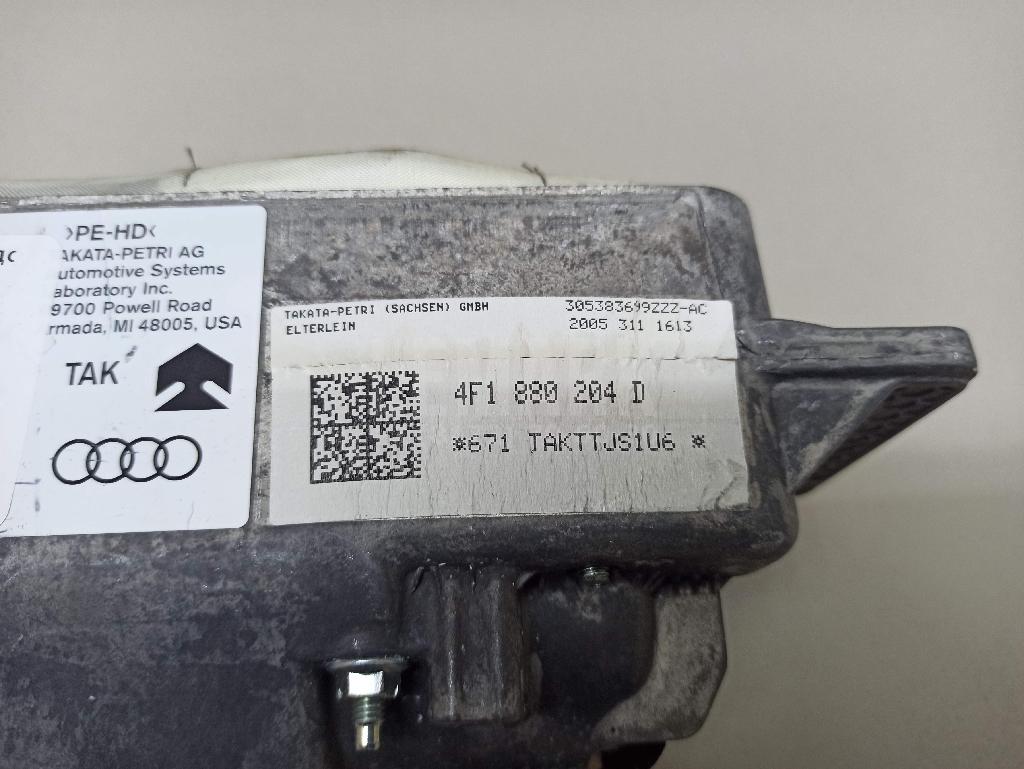 >PE-HD<
AKATA-PETRI AG
utomotive Systems
aboratory Inc.
9700 Powell Road
rmada, MI 48005, USA
TAK
TAKATA-PETRI (SACHSEN) GMBH
ELTERLEIN
305383699ZZZ-AC
2005 311 1613
4F1 880 204 D
*671 TAKTTJS1U6 *